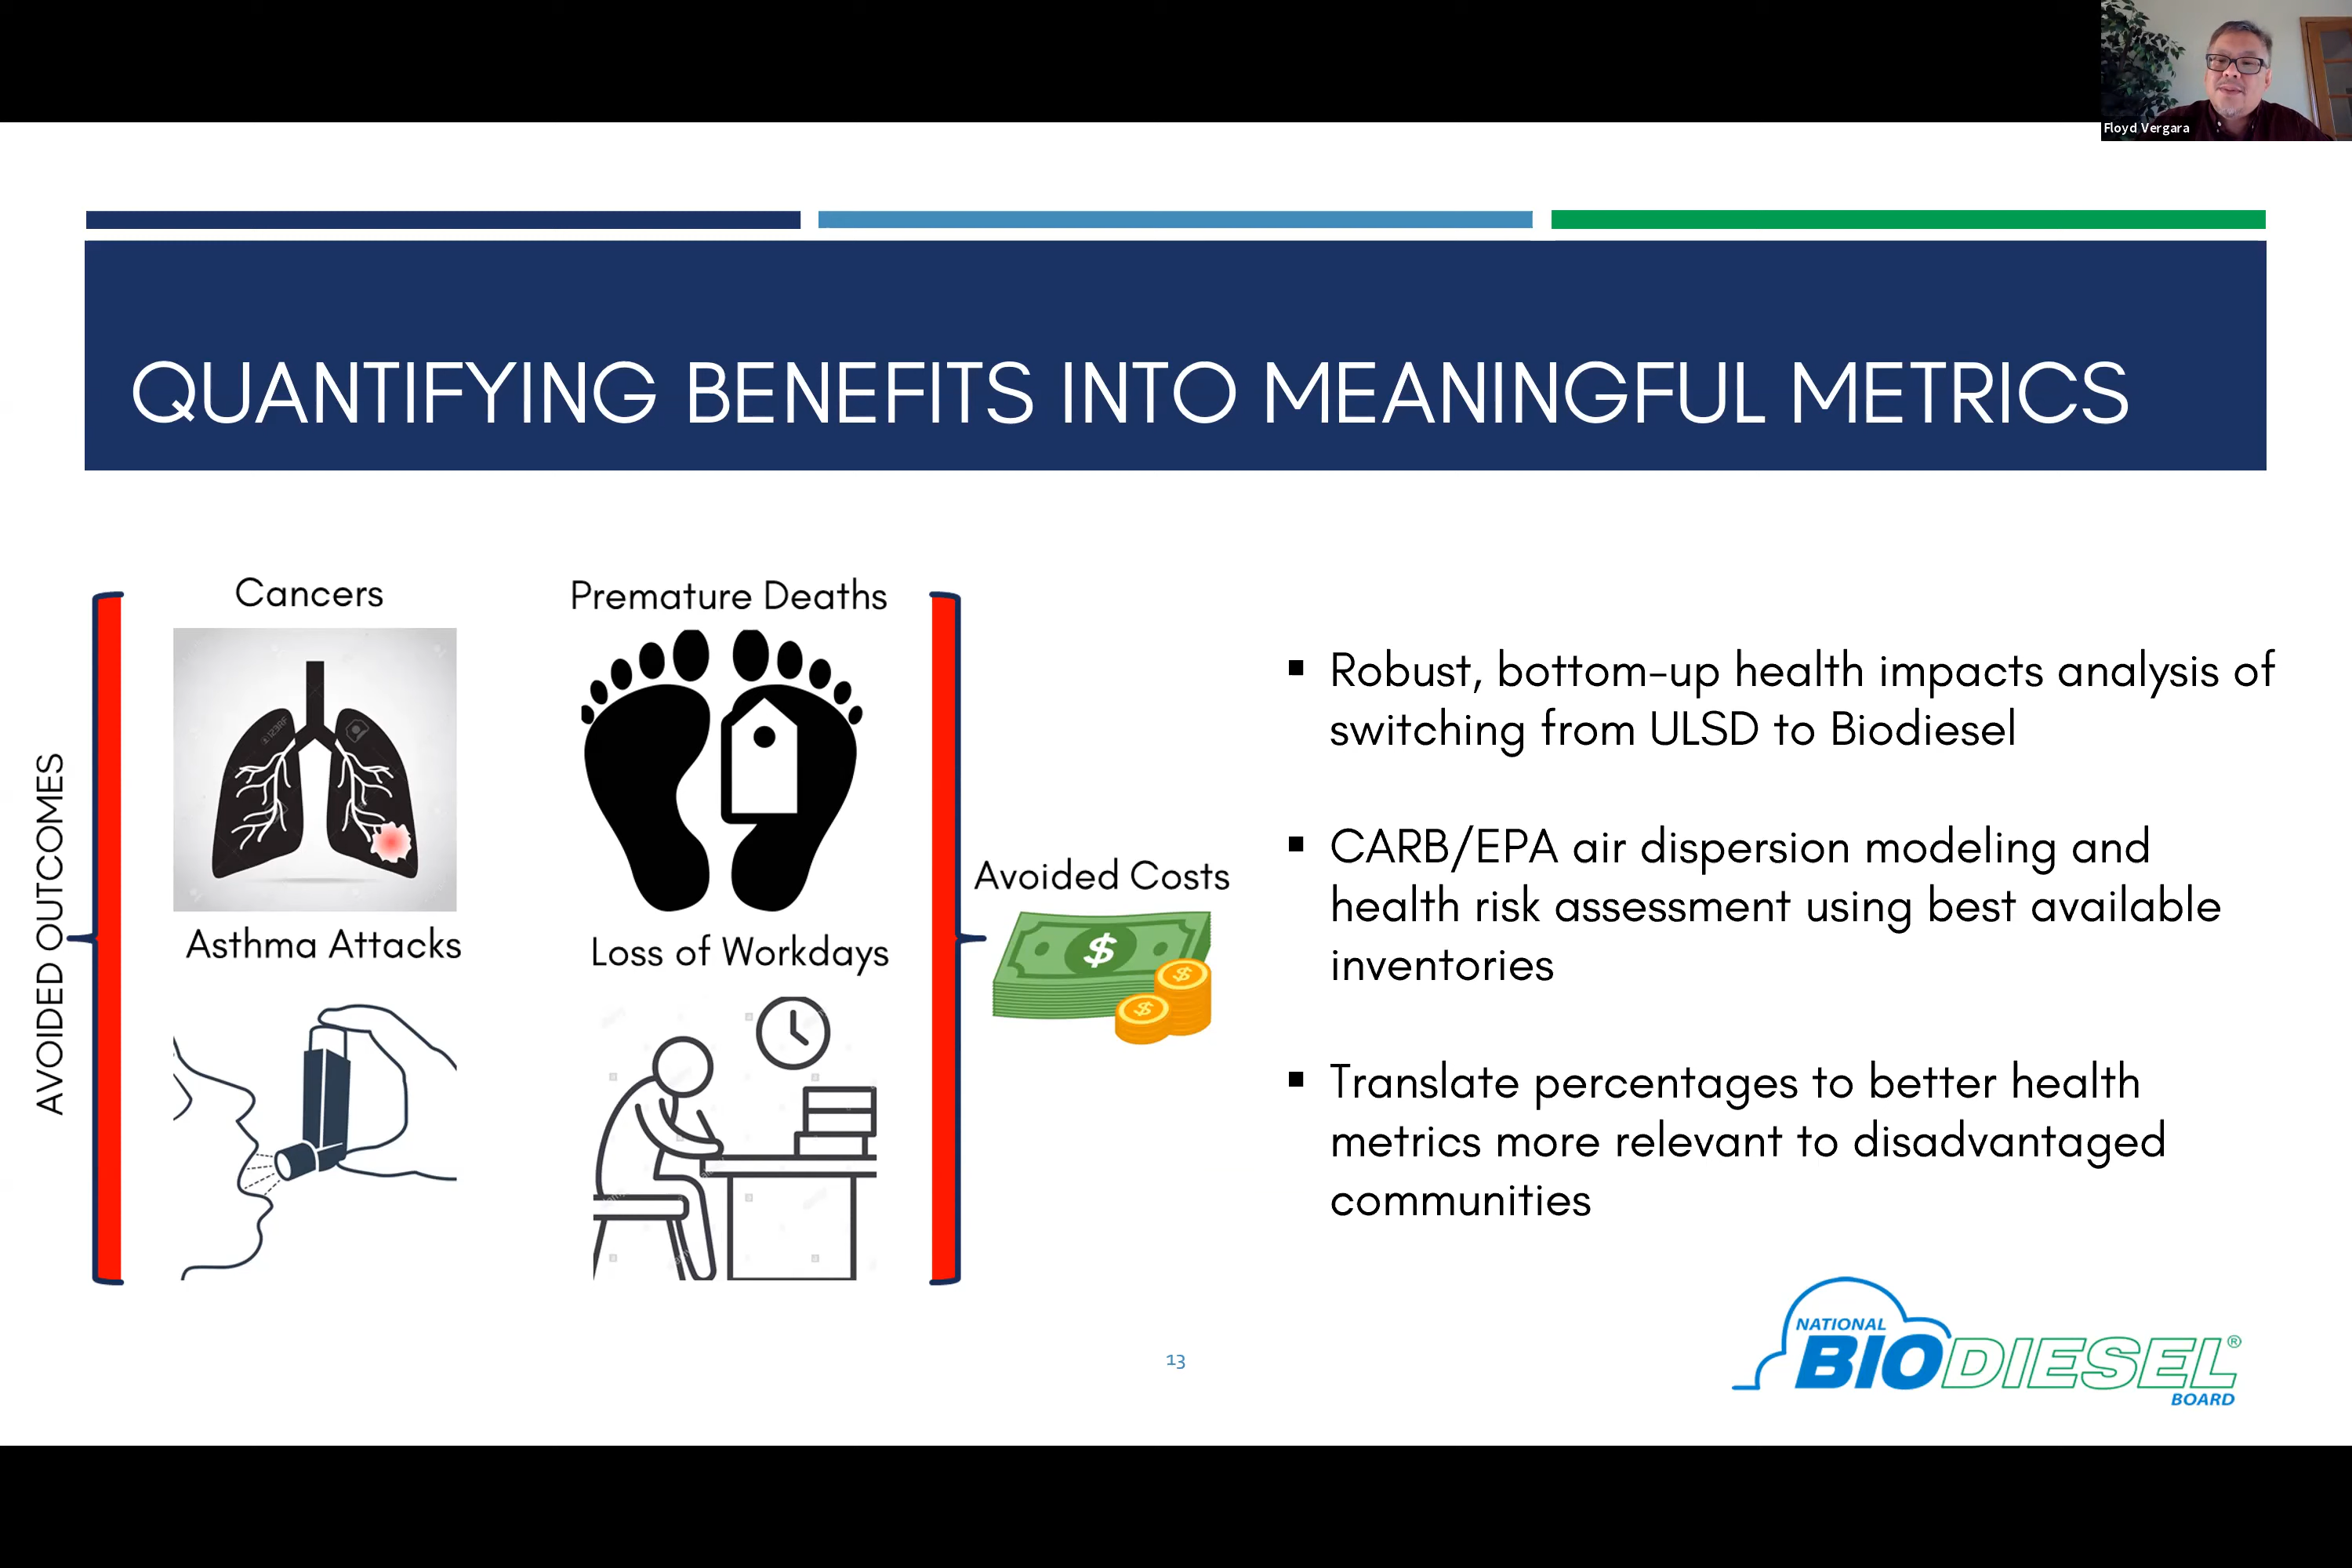 Floyd Vergara
QUANTIFYING BENEFITS INTO MEANINGFUL METRICS
AVOIDED OUTCOMES
Cancers
Premature Deaths
Asthma Attacks
Loss of Workdays
Avoided Costs
▪ Robust, bottom-up health impacts analysis of
switching from ULSD to Biodiesel
▪ CARB/EPA air dispersion modeling and
health risk assessment using best available
inventories
▪ Translate percentages to better health
metrics more relevant to disadvantaged
communities
13
NATIONAL
BIODIESEL®
BOARD